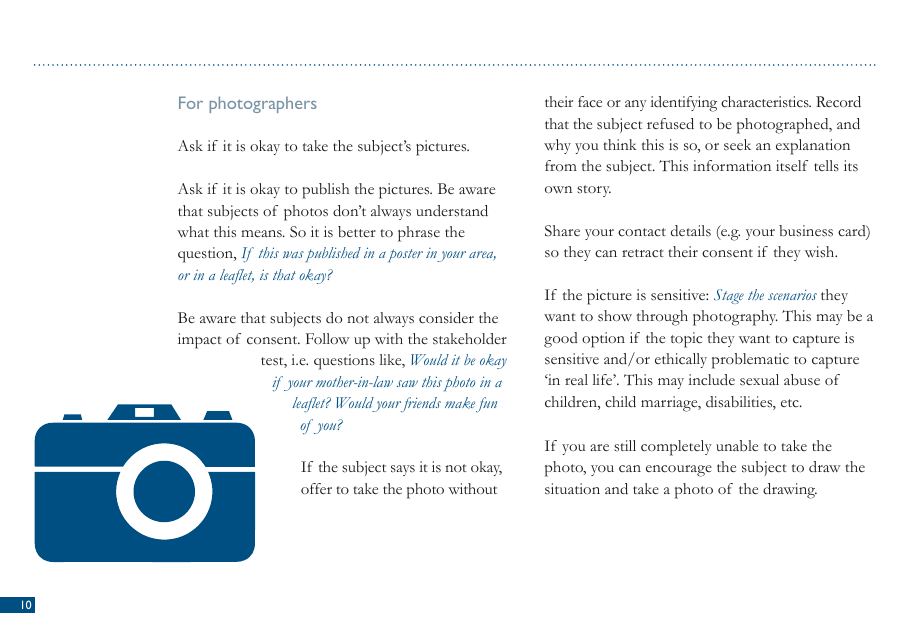 For photographers
Ask if it is okay to take the subject’s pictures.
Ask if it is okay to publish the pictures. Be aware
that subjects of photos don’t always understand
what this means. So it is better to phrase the
question, If this was published in a poster in your area,
or in a leaflet, is that okay?
Be aware that subjects do not always consider the
impact of consent. Follow up with the stakeholder
test, i.e. questions like, Would it be okay
if your mother-in-law saw this photo in a
leaflet? Would your friends make fun
of you?
If the subject says it is not okay,
offer to take the photo without
their face or any identifying characteristics. Record
that the subject refused to be photographed, and
why you think this is so, or seek an explanation
from the subject. This information itself tells its
own story.
Share your contact details (e.g. your business card)
so they can retract their consent if they wish.
If the picture is sensitive: Stage the scenarios they
want to show through photography. This may be a
good option if the topic they want to capture is
sensitive and/or ethically problematic to capture
‘in real life’. This may include sexual abuse of
children, child marriage, disabilities, etc.
If you are still completely unable to take the
photo, you can encourage the subject to draw the
situation and take a photo of the drawing.
10